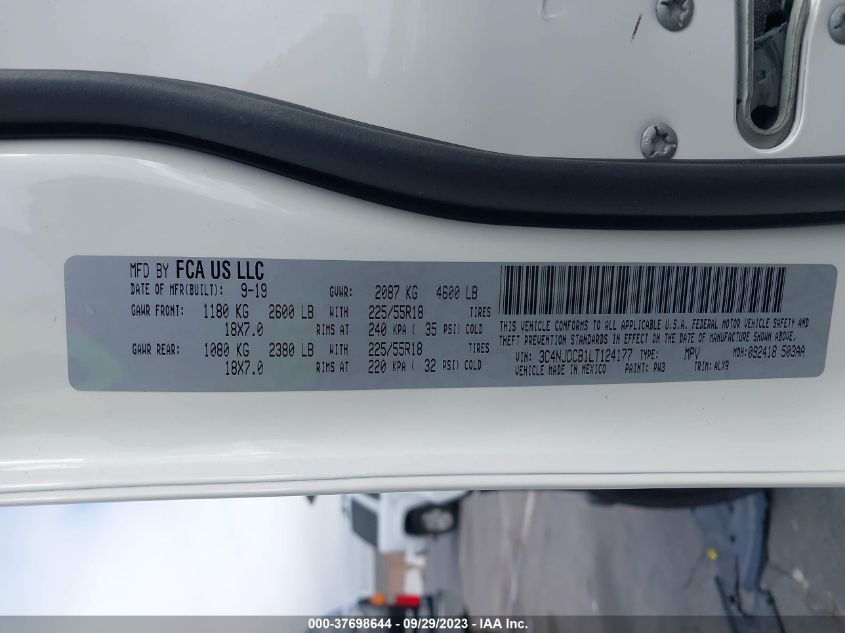 MFD BY FCA US LLC
DATE OF MFR(BUILT): 9-19 GVWR: 2087 KG 4600 LB
GAWR FRONT: 1180 KG 2600 LB WITH 225/55R18 TIRES
18X7.0 RIMS AT 240 KPA ( 35 PSI) COLD
GAWR REAR: 1080 KG 2380 LB WITH 225/55R18 TIRES
18X7.0 RIMS AT 220 KPA ( 32 PSI) COLD
THIS VEHICLE CONFORMS TO ALL APPLICABLE U.S.A. FEDERAL MOTOR VEHICLE SAFETY AND
THEFT PREVENTION STANDARDS IN EFFECT ON THE DATE OF MANUFACTURE SHOWN ABOVE.
VIN: 3C4NJDCB1LT124177 TYPE: MPV MDH: 092418 503AA
VEHICLE MADE IN MEXICO PAINT: PW3 TRIM: ALX9
000-37698644 - 09/29/2023 - IAA Inc.